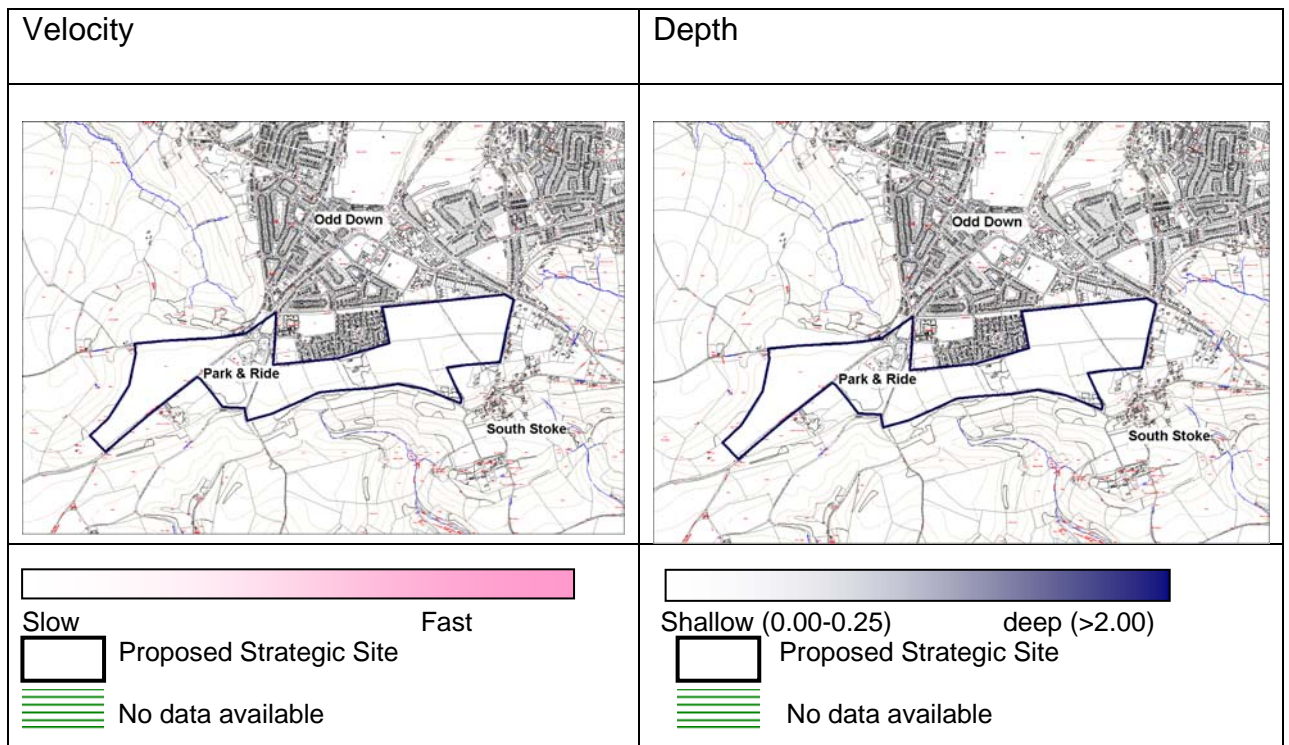 Velocity
Depth
Odd Down
Park & Ride
South Stoke
Odd Down
Park & Ride
South Stoke
Slow Fast
Proposed Strategic Site
No data available
Shallow (0.00-0.25) deep (>2.00)
Proposed Strategic Site
No data available